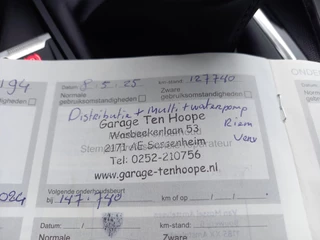 194
Datum: 8.5.25 km-stand: 127740
Normale Zware
gebruiksomstandigheden gebruiksomstandigheden
Distributie + multi + waterpomp
Riem
Garage Ten Hoope
Wasbeekerlaan 53
2171 AE Sassenheim
Tel: 0252-210756
www.garage-tenhoope.nl
Volgende onderhoudsbeurt
bij 147.740 km of op
Datum: km-stand:
Normale Zware